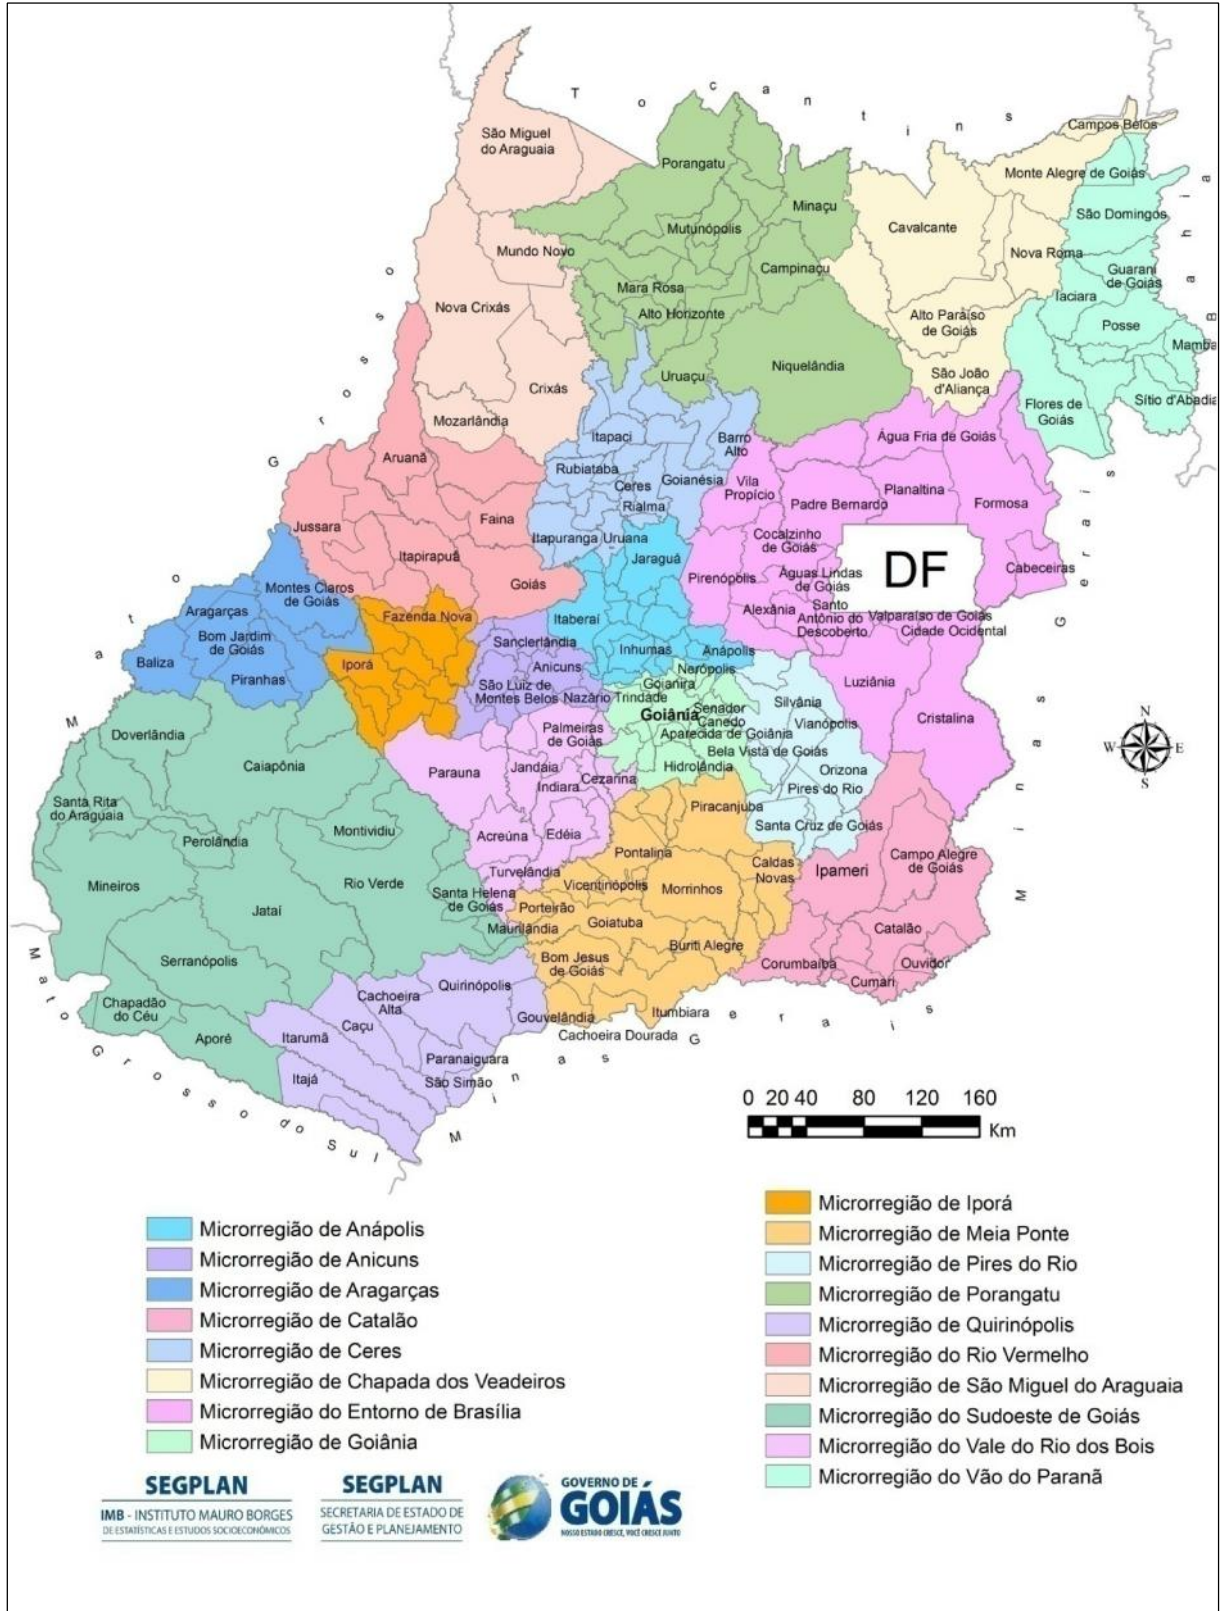 Tocantins
Bahia
Mato Grosso
Minas Gerais
Minas Gerais
Mato Grosso do Sul
São Miguel
do Araguaia
Porangatu
Minaçu
Campos Belos
Monte Alegre de Goiás
São Domingos
Cavalcante
Nova Roma
Mutunópolis
Mundo Novo
Campinaçu
Guarani
de Goiás
Iaciara
Mara Rosa
Nova Crixás
Alto Horizonte
Alto Paraíso
de Goiás
Posse
Mamba
Niquelândia
Uruaçu
São João
d'Aliança
Crixás
Sítio d'Abadia
Flores de
Goiás
Mozarlândia
Itapaci
Barro
Alto
Água Fria de Goiás
Aruanã
Rubiataba
Ceres
Goianésia
Vila
Propício
Planaltina
Padre Bernardo
Formosa
Rialma
Jussara
Faina
Itapuranga
Uruana
Cocalzinho
de Goiás
DF
Itapirapuã
Jaraguá
Goiás
Pirenópolis
Águas Lindas
de Goiás
Cabeceiras
Montes Claros
de Goiás
Aragarças
Fazenda Nova
Itaberaí
Alexânia
Santo
Antônio do
Descoberto
Valparaíso de Goiás
Cidade Ocidental
Bom Jardim
de Goiás
Sanclerlândia
Inhumas
Anápolis
Baliza
Iporá
Anicuns
Nerópolis
Piranhas
São Luiz de
Montes Belos
Nazário
Goianira
Trindade
Luziânia
Silvânia
Goiânia
Senador
Canedo
Vianópolis
Cristalina
N
W
E
S
Doverlândia
Palmeiras
de Goiás
Aparecida de Goiânia
Bela Vista de Goiás
Caiapônia
Parauna
Jandaia
Indiara
Cezarina
Hidrolândia
Orizona
Pires do Rio
Santa Rita
do Araguaia
Piracanjuba
Perolândia
Montividiu
Acreúna
Edéia
Santa Cruz de Goiás
Pontalina
Caldas
Novas
Ipameri
Campo Alegre
de Goiás
Mineiros
Rio Verde
Turvelândia
Vicentinópolis
Morrinhos
Santa Helena
de Goiás
Porteirão
Jataí
Maurilândia
Goiatuba
Catalão
Buriti Alegre
Serranópolis
Bom Jesus
de Goiás
Corumbaíba
Ouvidor
Cumari
Quirinópolis
Chapadão
do Céu
Cachoeira
Alta
Gouvelândia
Itumbiara
Caçu
Cachoeira Dourada
Aporé
Itarumã
Paranaiguara
Itajá
São Simão
0 20 40 80 120 160
Km
Microrregião de Anápolis
Microrregião de Anicuns
Microrregião de Aragarças
Microrregião de Catalão
Microrregião de Ceres
Microrregião de Chapada dos Veadeiros
Microrregião do Entorno de Brasília
Microrregião de Goiânia
Microrregião de Iporá
Microrregião de Meia Ponte
Microrregião de Pires do Rio
Microrregião de Porangatu
Microrregião de Quirinópolis
Microrregião do Rio Vermelho
Microrregião de São Miguel do Araguaia
Microrregião do Sudoeste de Goiás
Microrregião do Vale do Rio dos Bois
Microrregião do Vão do Paranã
SEGPLAN
IMB - INSTITUTO MAURO BORGES
DE ESTATÍSTICAS E ESTUDOS SOCIOECONÔMICOS
SEGPLAN
SECRETARIA DE ESTADO DE
GESTÃO E PLANEJAMENTO
GOVERNO DE
GOIÁS
NOSSO ESTADO CRESCE, VOCÊ CRESCE JUNTO